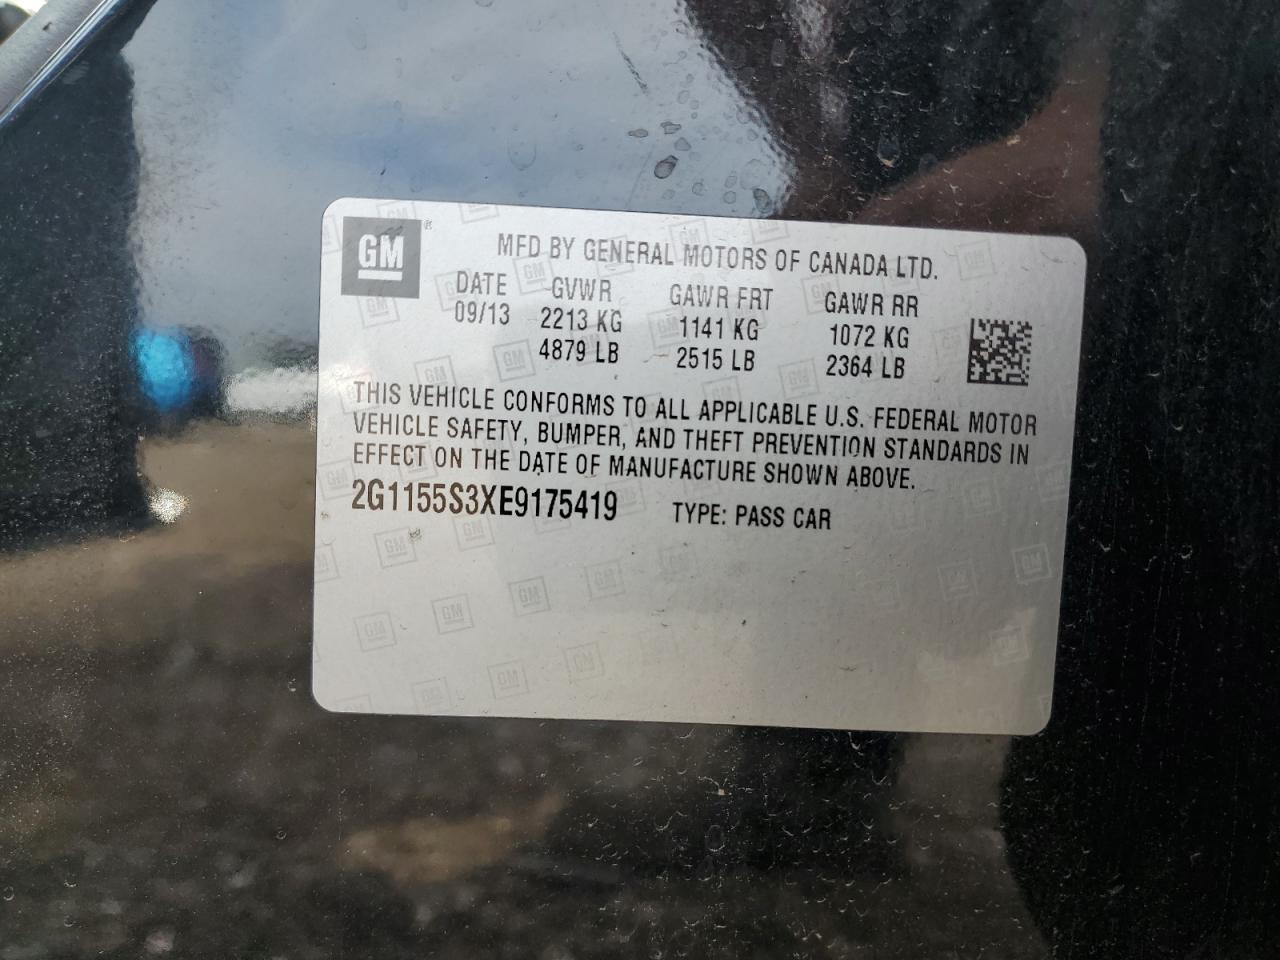 GM ®
MFD BY GENERAL MOTORS OF CANADA LTD.
DATE GVWR GAWR FRT GAWR RR
09/13 2213 KG 1141 KG 1072 KG
4879 LB 2515 LB 2364 LB
THIS VEHICLE CONFORMS TO ALL APPLICABLE U.S. FEDERAL MOTOR
VEHICLE SAFETY, BUMPER, AND THEFT PREVENTION STANDARDS IN
EFFECT ON THE DATE OF MANUFACTURE SHOWN ABOVE.
2G1155S3XE9175419 TYPE: PASS CAR